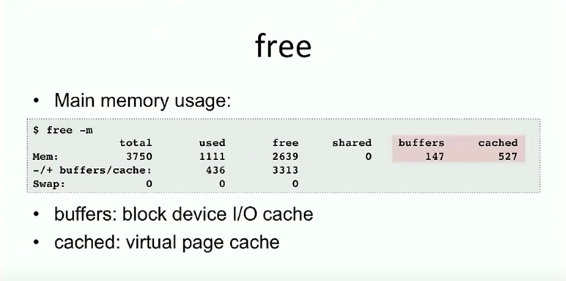 free
• Main memory usage:
$ free -m
total used free shared buffers cached
Mem: 3750 1111 2639 0 147 527
-/+ buffers/cache: 436 3313
Swap: 0 0 0
• buffers: block device I/O cache
• cached: virtual page cache